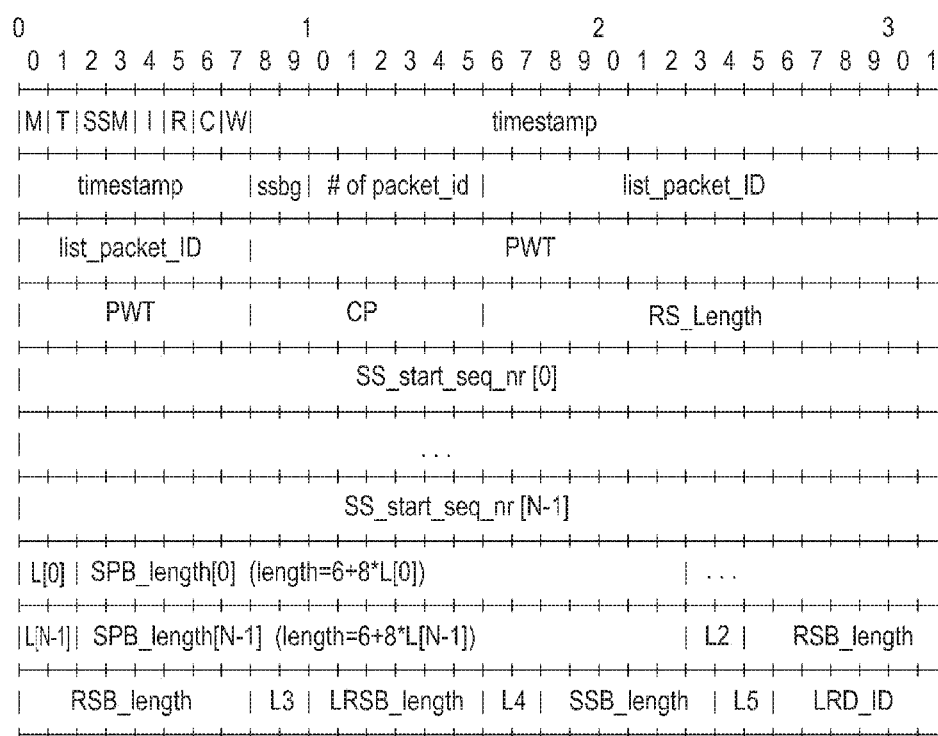 0 1 2 3
0 1 2 3 4 5 6 7 8 9 0 1 2 3 4 5 6 7 8 9 0 1 2 3 4 5 6 7 8 9 0 1
|M|T|SSM|I|R|C|W| timestamp
| timestamp |ssbg| # of packet_id | list_packet_ID
| list_packet_ID | PWT
| PWT | CP | RS_Length
| SS_start_seq_nr [0]
| ...
| SS_start_seq_nr [N-1]
| L[0] | SPB_length[0] (length=6+8*L[0]) | ...
|L[N-1]| SPB_length[N-1] (length=6+8*L[N-1]) | L2 | RSB_length
| RSB_length | L3 | LRSB_length | L4 | SSB_length | L5 | LRD_ID